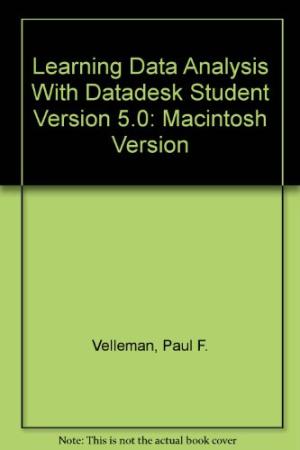 Learning Data Analysis
With Datadesk Student
Version 5.0: Macintosh
Version
Velleman, Paul F.
Note: This is not the actual book cover